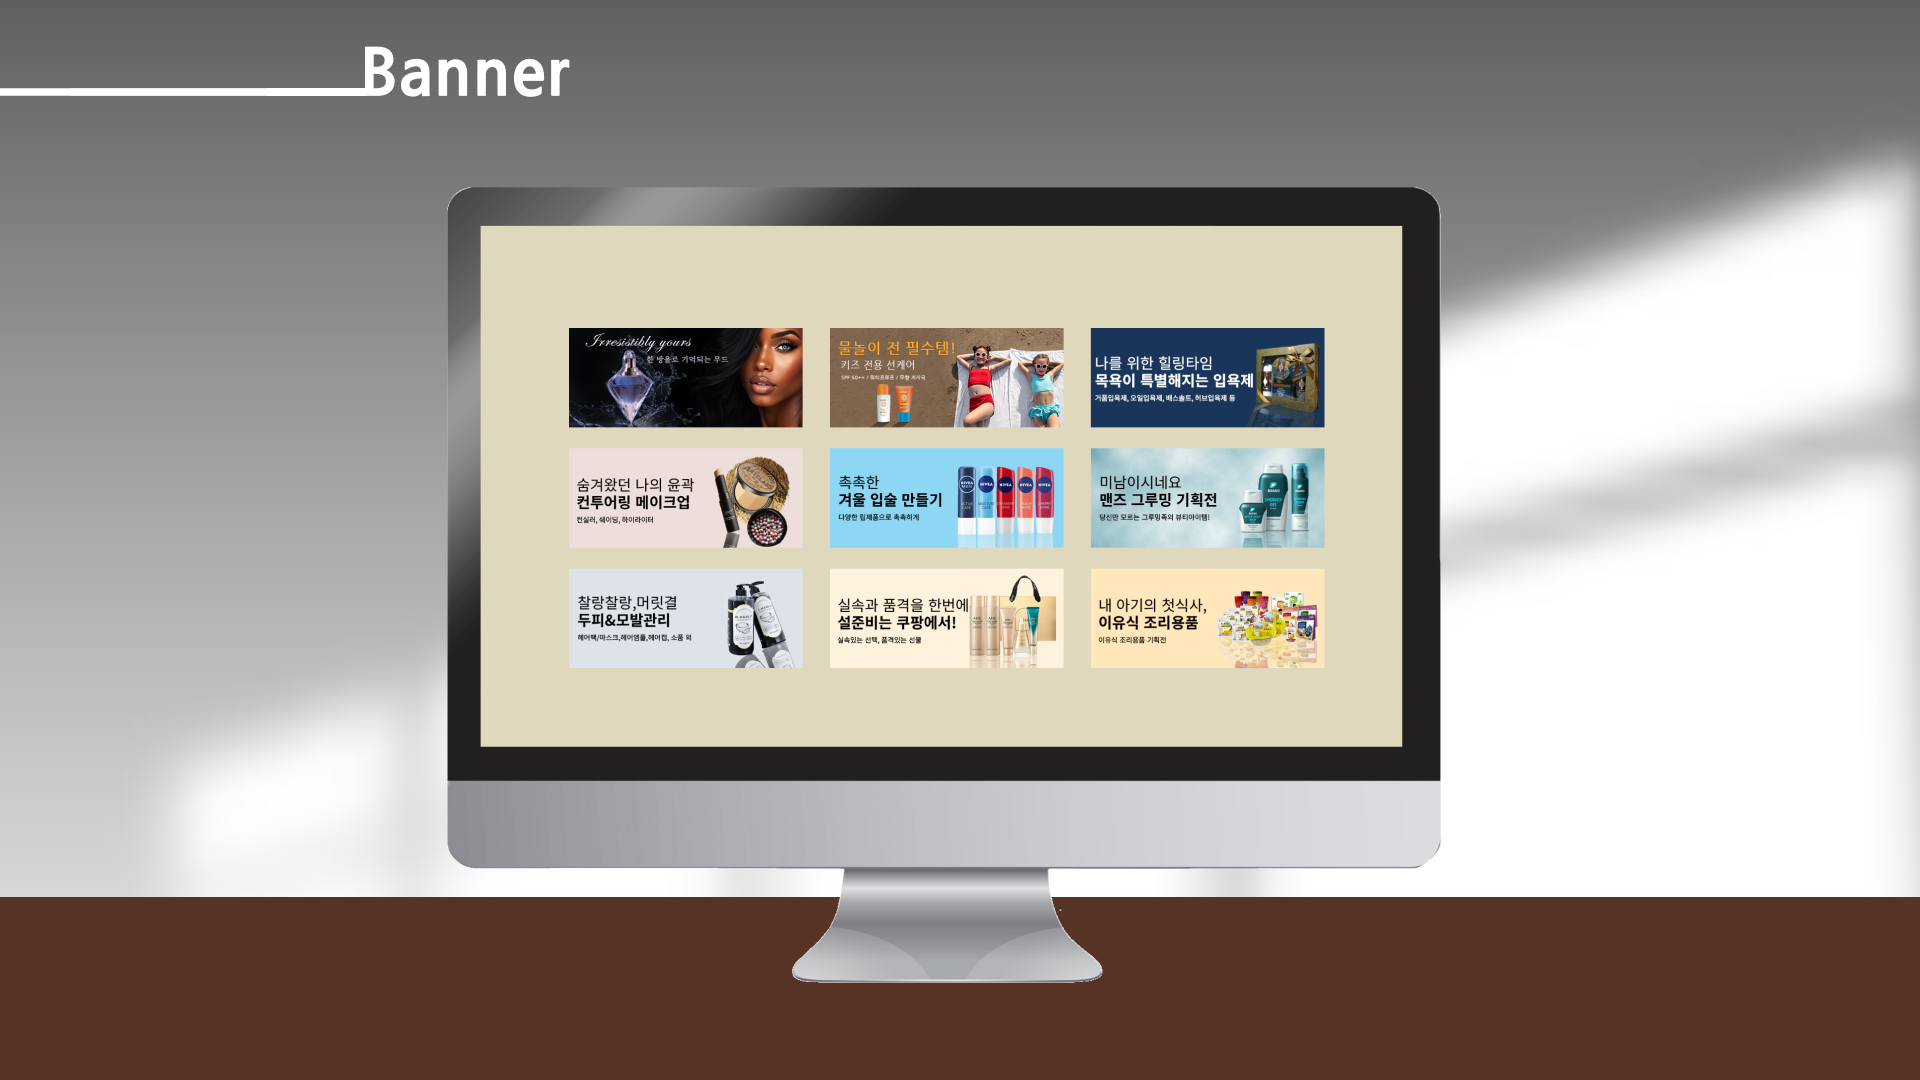 Banner
Irresistibly yours
한 방울로 기억되는 무드
물놀이 전 필수템!
키즈 전용 선케어
SPF 50++ / 워터프루프 / 무향 저자극
나를 위한 힐링타임
목욕이 특별해지는 입욕제
거품입욕제, 오일입욕제, 배스솔트, 허브입욕제 등
숨겨왔던 나의 윤곽
컨투어링 메이크업
컨실러, 쉐이딩, 하이라이터
촉촉한
겨울 입술 만들기
다양한 립제품으로 촉촉하게
NIVEA NIVEA NIVEA NIVEA NIVEA
MEN
미남이시네요
맨즈 그루밍 기획전
당신만 모르는 그루밍족의 뷰티아이템!
찰랑찰랑,머릿결
두피&모발관리
헤어팩/마스크,헤어앰플,헤어캡, 소품 외
실속과 품격을 한번에
설준비는 쿠팡에서!
실속있는 선택, 품격있는 선물
내 아기의 첫식사,
이유식 조리용품
이유식 조리용품 기획전